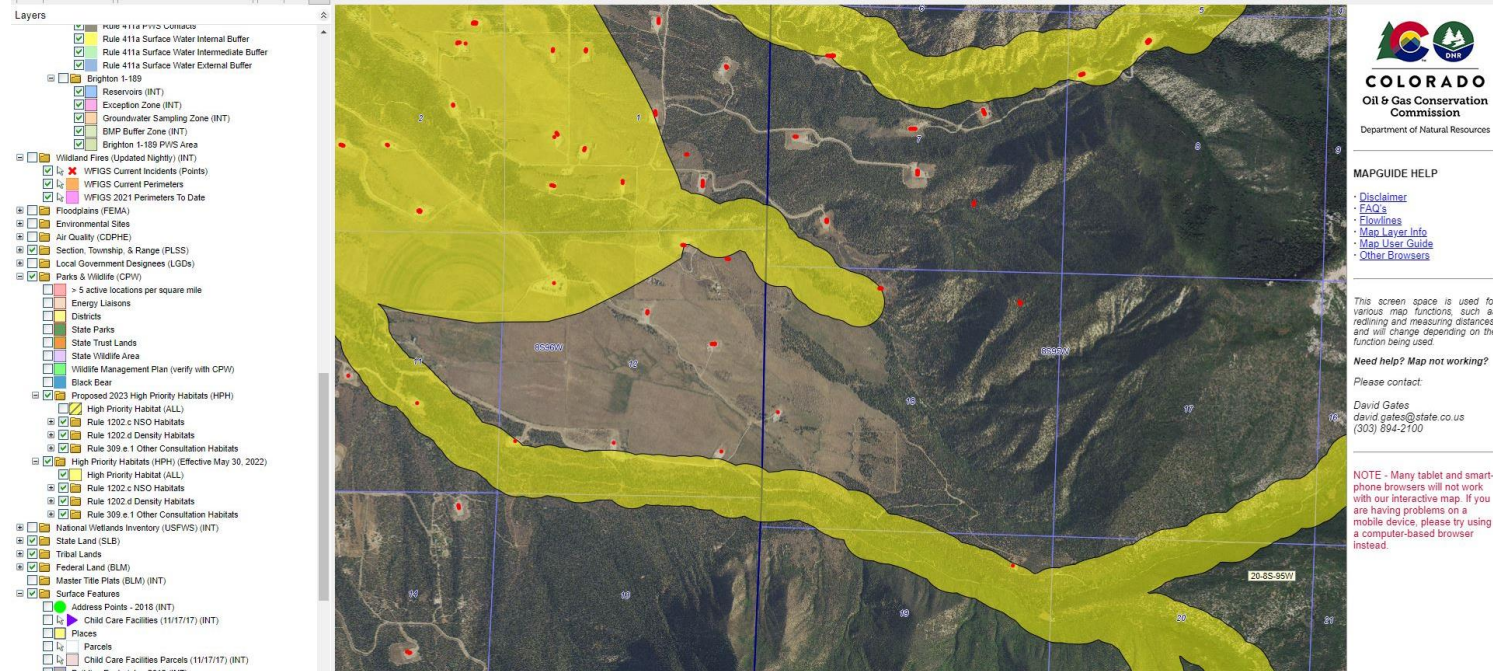 Layers
Rule 411a PWS Contacts
Rule 411a Surface Water Internal Buffer
Rule 411a Surface Water Intermediate Buffer
Rule 411a Surface Water External Buffer
Brighton 1-189
Reservoirs (INT)
Exception Zone (INT)
Groundwater Sampling Zone (INT)
BMP Buffer Zone (INT)
Brighton 1-189 PWS Area
Wildland Fires (Updated Nightly) (INT)
WFIGS Current Incidents (Points)
WFIGS Current Perimeters
WFIGS 2021 Perimeters To Date
Floodplains (FEMA)
Environmental Sites
Air Quality (CDPHE)
Section, Township, & Range (PLSS)
Local Government Designees (LGDs)
Parks & Wildlife (CPW)
> 5 active locations per square mile
Energy Liaisons
Districts
State Parks
State Trust Lands
State Wildlife Area
Wildlife Management Plan (verify with CPW)
Black Bear
Proposed 2023 High Priority Habitats (HPH)
High Priority Habitat (ALL)
Rule 1202.c NSO Habitats
Rule 1202.d Density Habitats
Rule 309.e.1 Other Consultation Habitats
High Priority Habitats (HPH) (Effective May 30, 2022)
High Priority Habitat (ALL)
Rule 1202.c NSO Habitats
Rule 1202.d Density Habitats
Rule 309.e.1 Other Consultation Habitats
National Wetlands Inventory (USFWS) (INT)
State Land (SLB)
Tribal Lands
Federal Land (BLM)
Master Title Plats (BLM) (INT)
Surface Features
Address Points - 2018 (INT)
Child Care Facilities (11/17/17) (INT)
Places
Parcels
Child Care Facilities Parcels (11/17/17) (INT)
6
5
4
2
1
7
8
9
11
8S96W
12
8S95W
18
17
16
14
13
19
20-8S-95W
20
21
DNR
COLORADO
Oil & Gas Conservation
Commission
Department of Natural Resources
MAPGUIDE HELP
· Disclaimer
· FAQ's
· Flowlines
· Map Layer Info
· Map User Guide
· Other Browsers
This screen space is used for
various map functions, such as
redlining and measuring distances
and will change depending on the
function being used.
Need help? Map not working?
Please contact:
David Gates
david.gates@state.co.us
(303) 894-2100
NOTE - Many tablet and smart-
phone browsers will not work
with our interactive map. If you
are having problems on a
mobile device, please try using
a computer-based browser
instead.